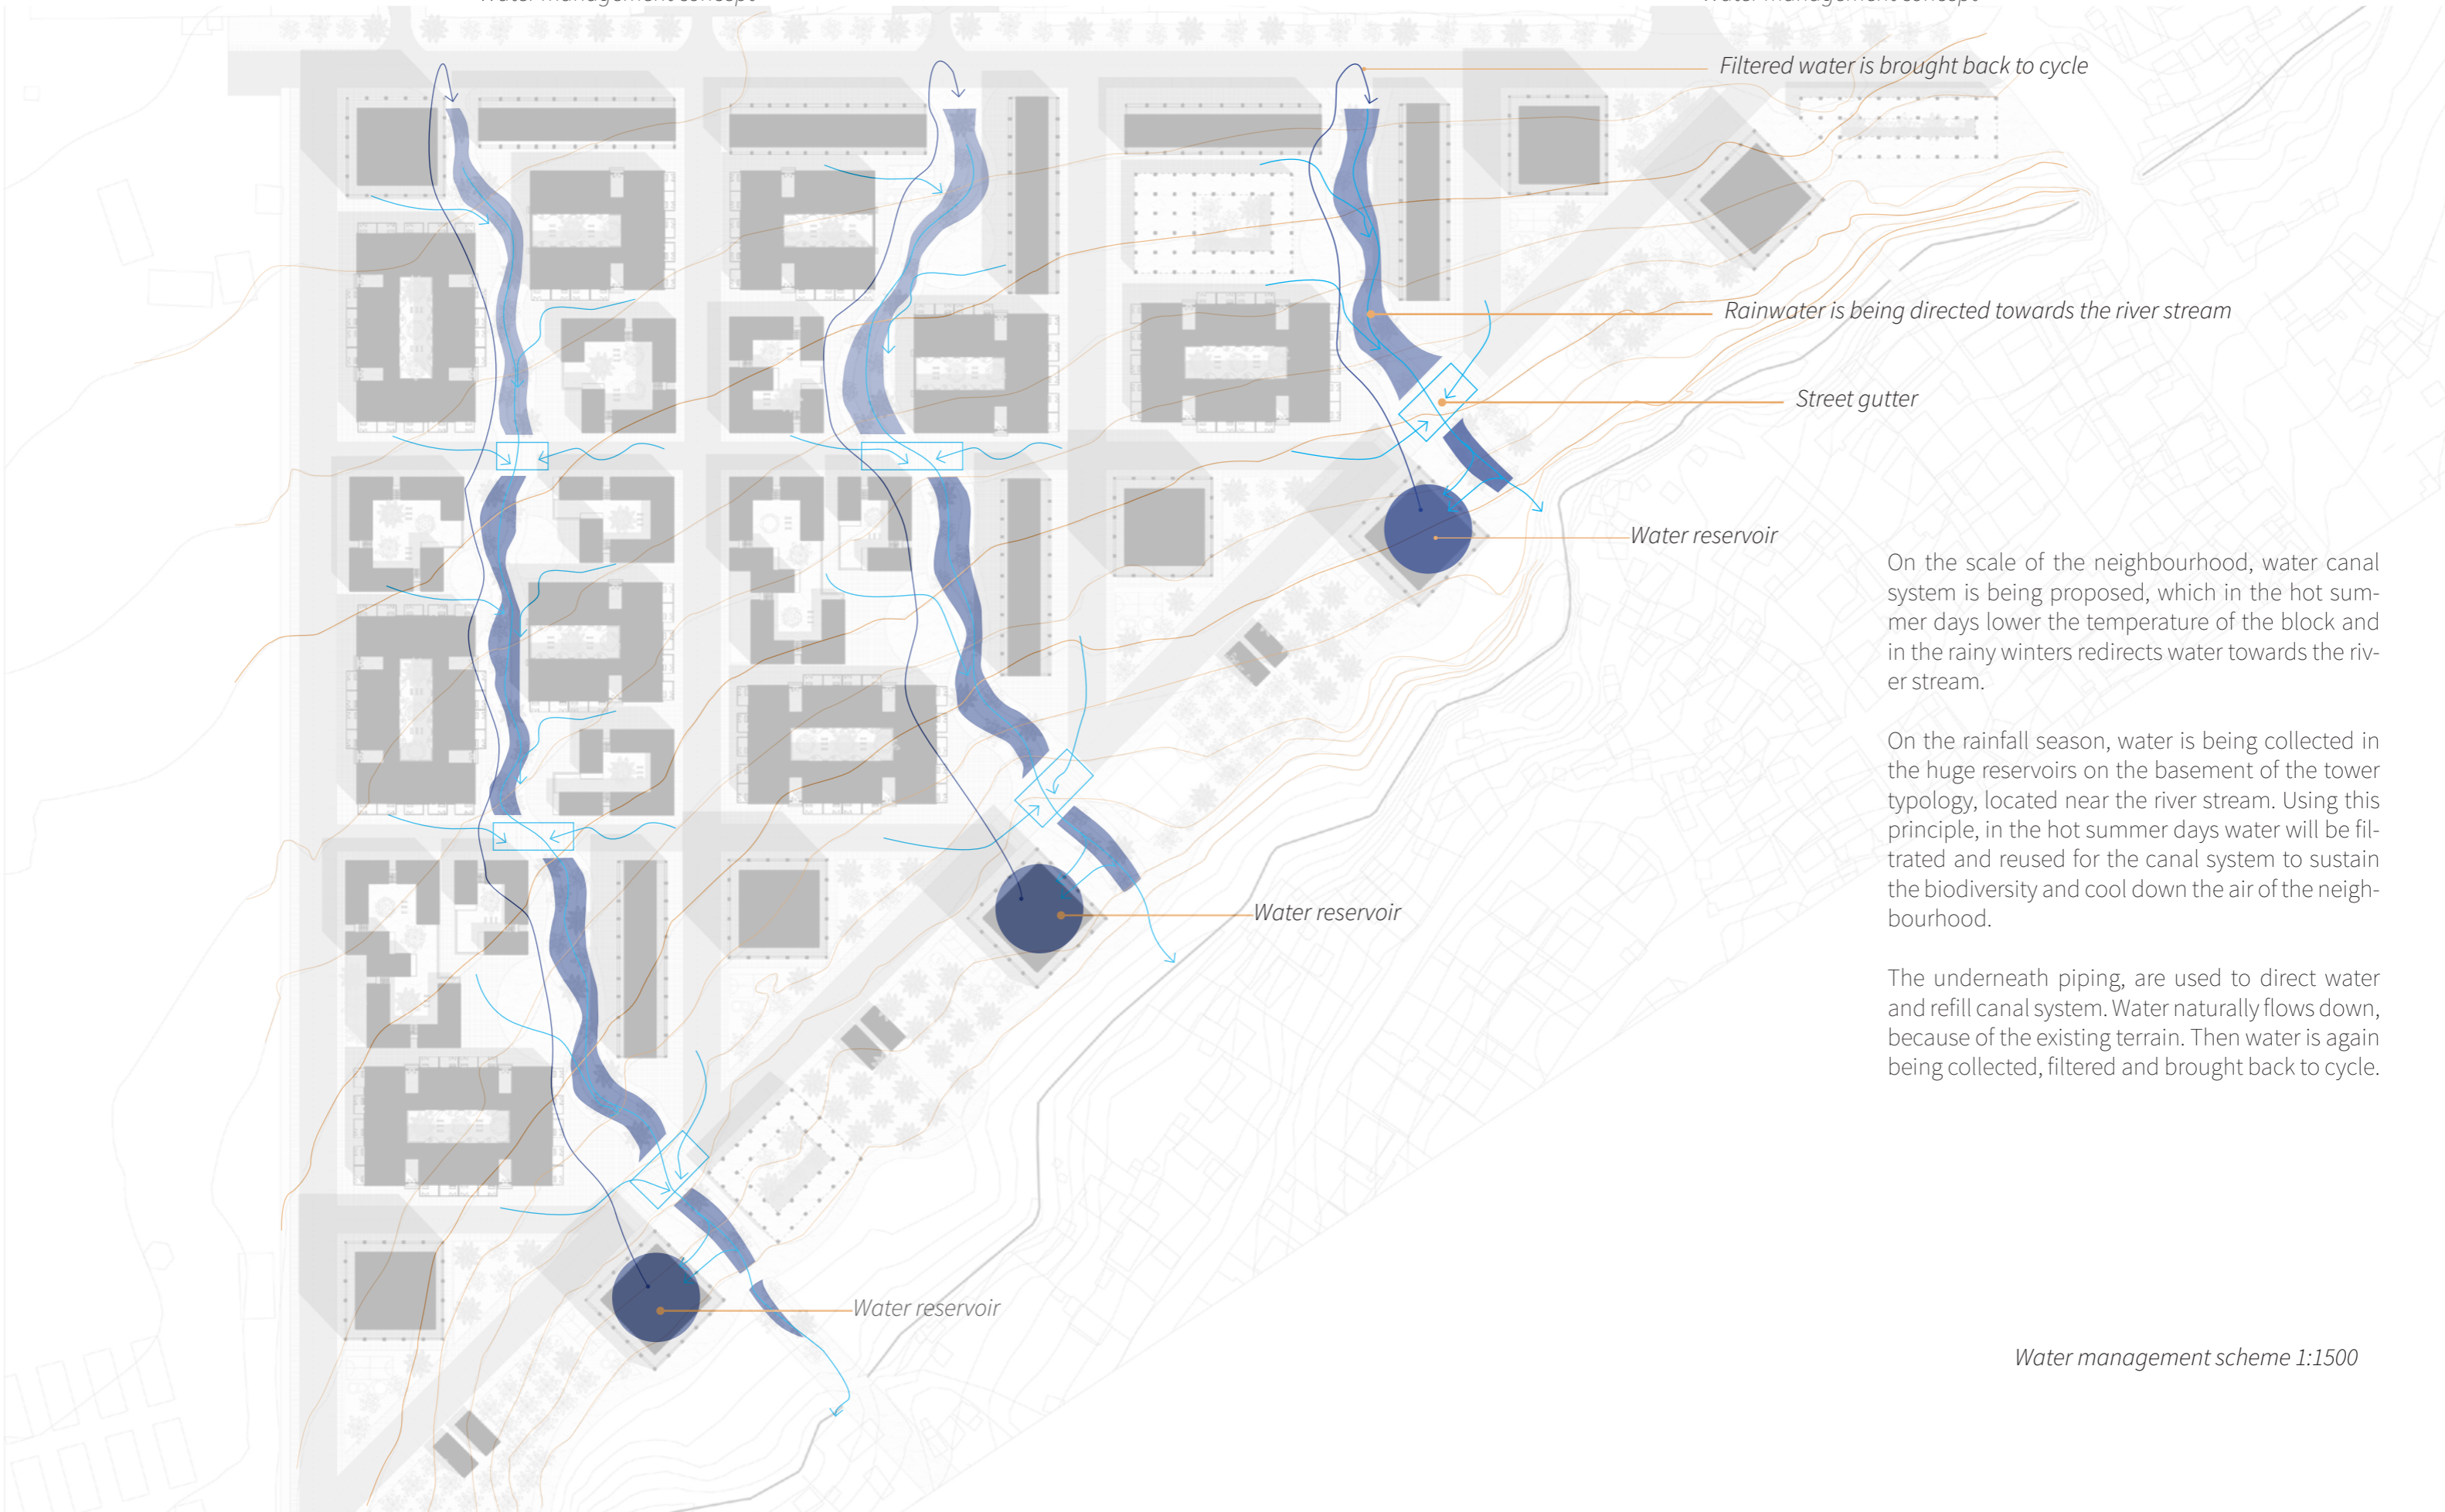 Water management concept
Water management concept
Filtered water is brought back to cycle
Rainwater is being directed towards the river stream
Street gutter
Water reservoir
On the scale of the neighbourhood, water canal
system is being proposed, which in the hot sum-
mer days lower the temperature of the block and
in the rainy winters redirects water towards the riv-
er stream.
On the rainfall season, water is being collected in
the huge reservoirs on the basement of the tower
typology, located near the river stream. Using this
principle, in the hot summer days water will be fil-
trated and reused for the canal system to sustain
the biodiversity and cool down the air of the neigh-
bourhood.
The underneath piping, are used to direct water
and refill canal system. Water naturally flows down,
because of the existing terrain. Then water is again
being collected, filtered and brought back to cycle.
Water reservoir
Water reservoir
Water management scheme 1:1500